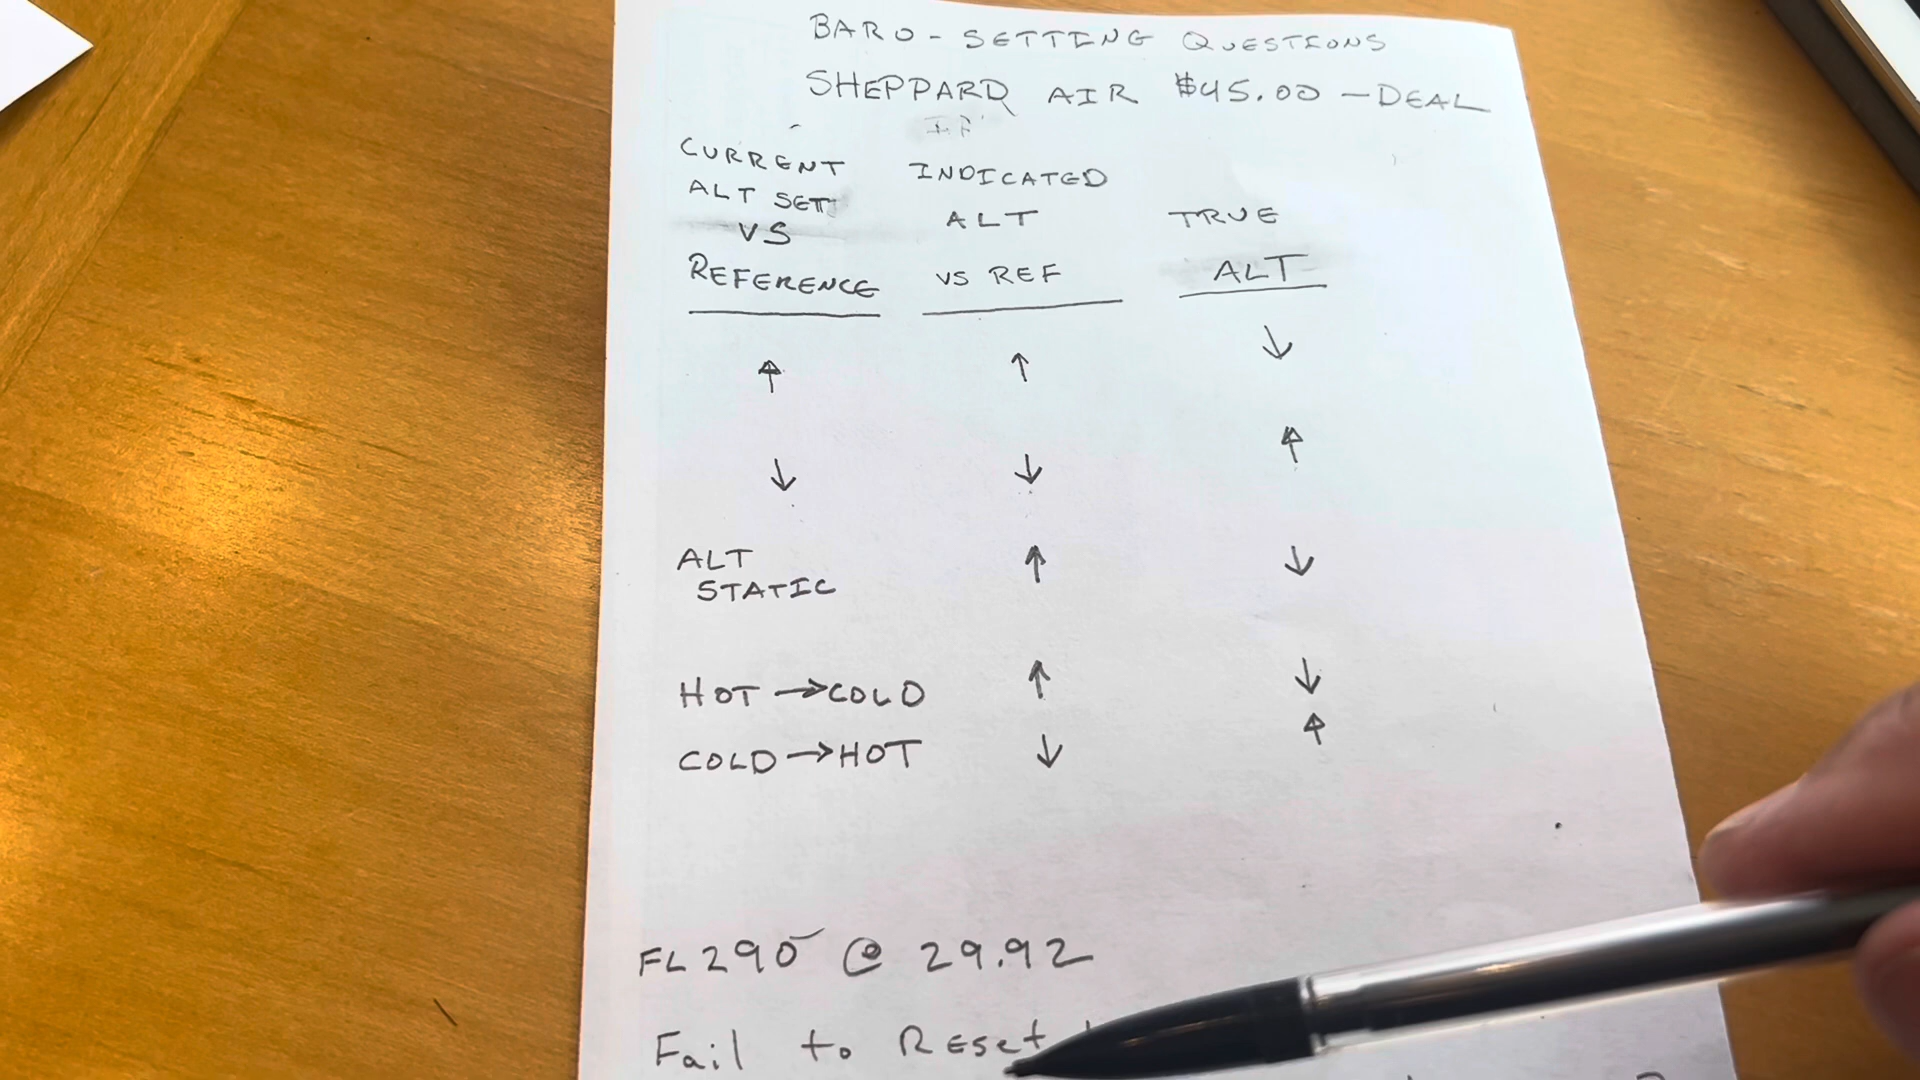 BARO - SETTING QUESTIONS
SHEPPARD AIR $45.00 - DEAL
CURRENT
ALT SET
VS
REFERENCE
INDICATED
ALT
VS REF
TRUE
ALT
↑ ↑ ↓
↓ ↓ ↑
ALT
STATIC ↑ ↓
HOT → COLD ↑ ↓
COLD → HOT ↓ ↑
FL290 @ 29.92
Fail to Reset